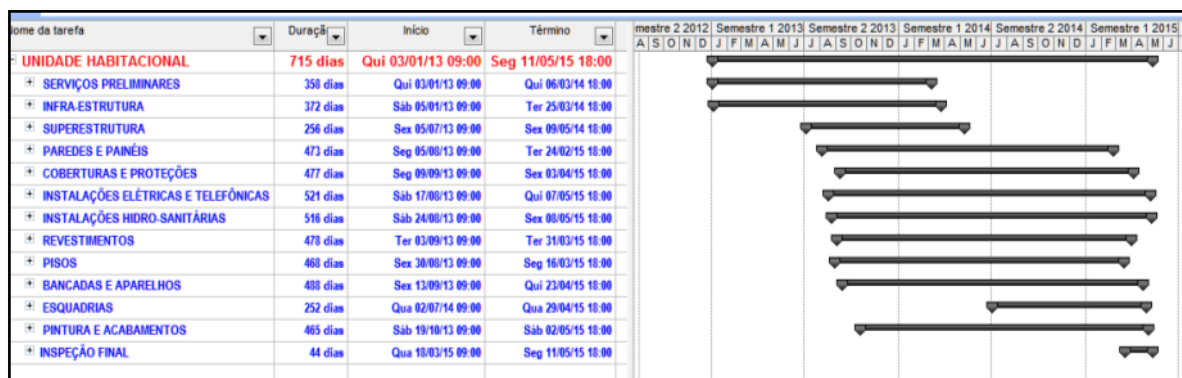 ome da tarefa Duraçã Início Término mestre 2 2012 Semestre 1 2013 Semestre 2 2013 Semestre 1 2014 Semestre 2 2014 Semestre 1 2015
A S O N D J F M A M J J A S O N D J F M A M J J A S O N D J F M A M J
UNIDADE HABITACIONAL 715 dias Qui 03/01/13 09:00 Seg 11/05/15 18:00
SERVIÇOS PRELIMINARES 358 dias Qui 03/01/13 09:00 Qui 06/03/14 18:00
INFRA-ESTRUTURA 372 dias Sáb 05/01/13 09:00 Ter 25/03/14 18:00
SUPERESTRUTURA 256 dias Sex 05/07/13 09:00 Sex 09/05/14 18:00
PAREDES E PAINÉIS 473 dias Seg 05/08/13 09:00 Ter 24/02/15 18:00
COBERTURAS E PROTEÇÕES 477 dias Seg 09/09/13 09:00 Sex 03/04/15 18:00
INSTALAÇÕES ELÉTRICAS E TELEFÔNICAS 521 dias Sáb 17/08/13 09:00 Qui 07/05/15 18:00
INSTALAÇÕES HIDRO-SANITÁRIAS 516 dias Sáb 24/08/13 09:00 Sex 08/05/15 18:00
REVESTIMENTOS 478 dias Ter 03/09/13 09:00 Ter 31/03/15 18:00
PISOS 468 dias Sex 30/08/13 09:00 Seg 16/03/15 18:00
BANCADAS E APARELHOS 488 dias Sex 13/09/13 09:00 Qui 23/04/15 18:00
ESQUADRIAS 252 dias Qua 02/07/14 09:00 Qua 29/04/15 18:00
PINTURA E ACABAMENTOS 465 dias Sáb 19/10/13 09:00 Sáb 02/05/15 18:00
INSPEÇÃO FINAL 44 dias Qua 18/03/15 09:00 Seg 11/05/15 18:00